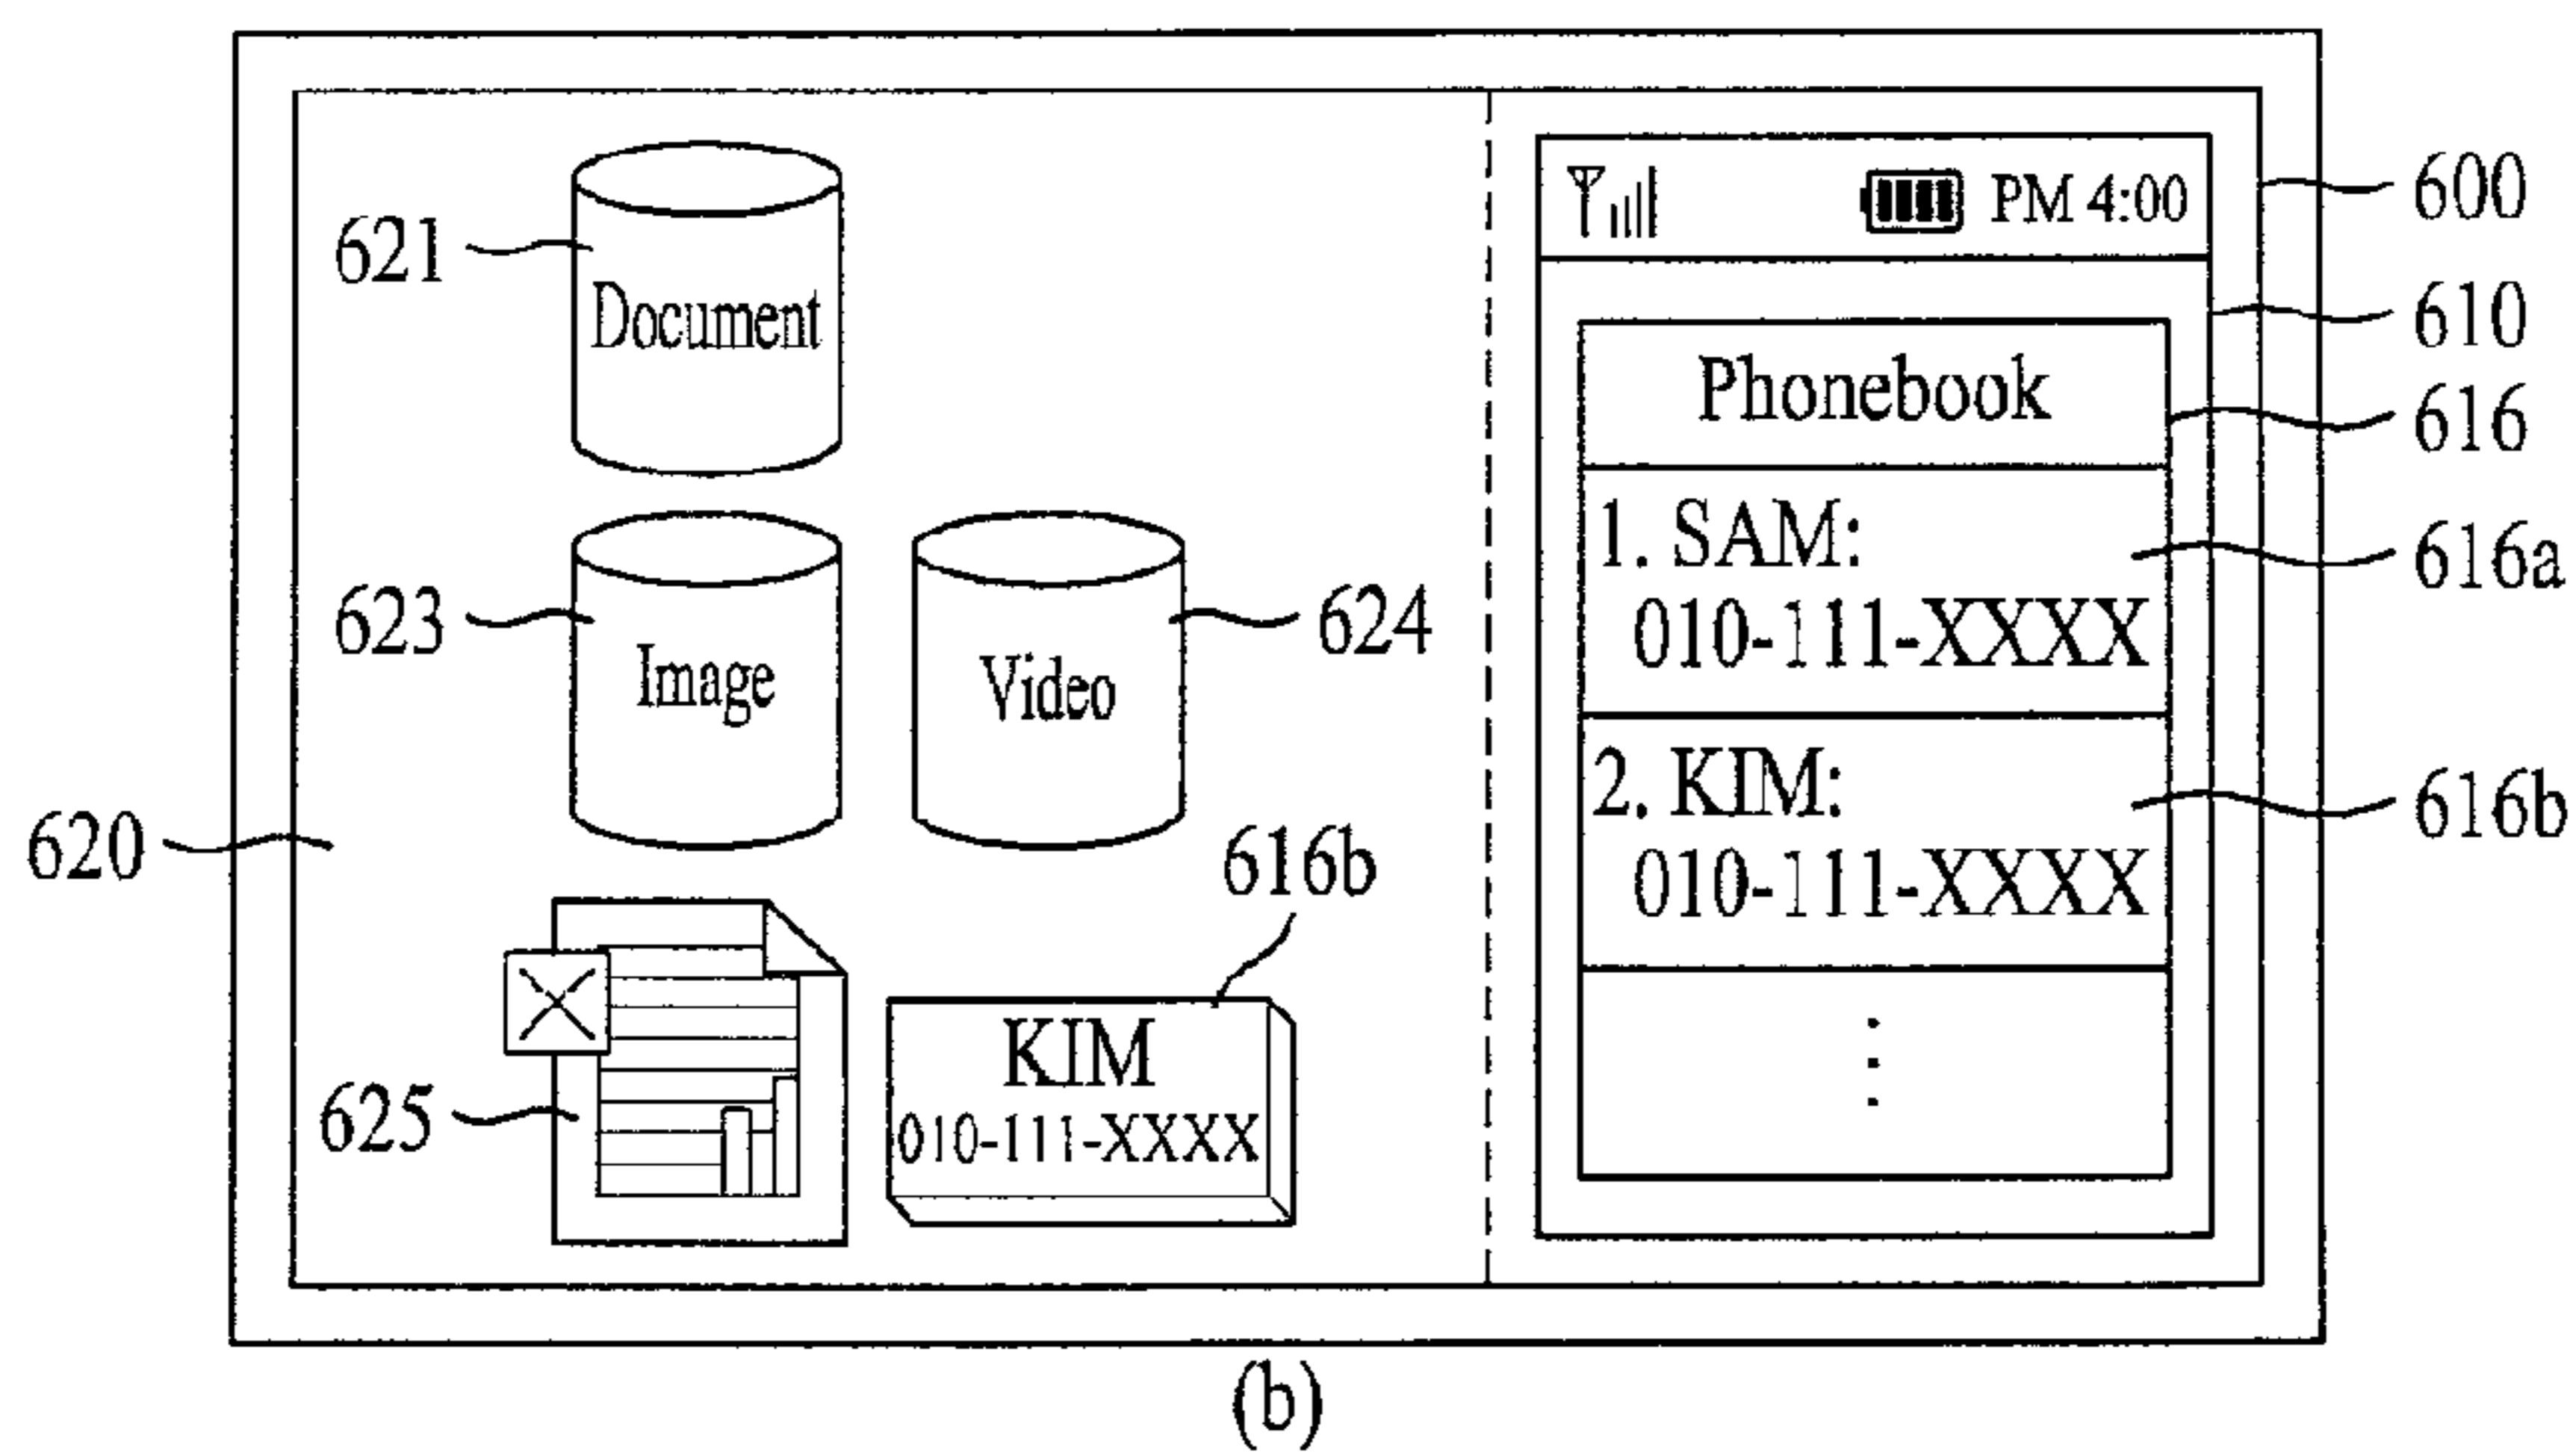 621
Document
623
Image
Video
624
620
616b
625
KIM
010-111-XXXX
PM 4:00
Phonebook
1. SAM:
010-111-XXXX
2. KIM:
010-111-XXXX
600
610
616
616a
616b
(b)